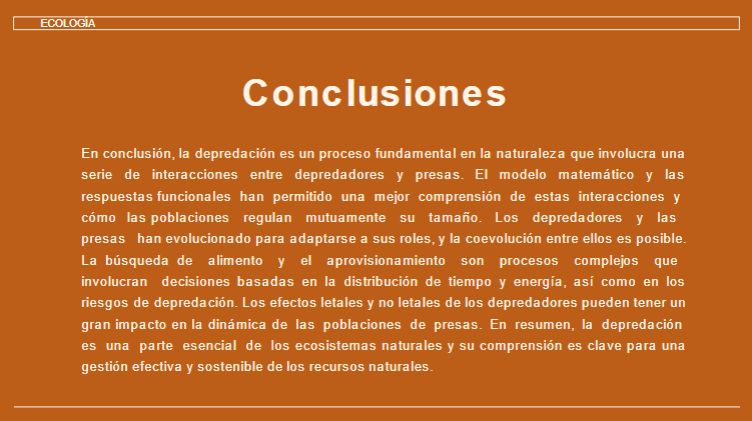 ECOLOGÍA
Conclusiones
En conclusión, la depredación es un proceso fundamental en la naturaleza que involucra una
serie de interacciones entre depredadores y presas. El modelo matemático y las
respuestas funcionales han permitido una mejor comprensión de estas interacciones y
cómo las poblaciones regulan mutuamente su tamaño. Los depredadores y las
presas han evolucionado para adaptarse a sus roles, y la coevolución entre ellos es posible.
La búsqueda de alimento y el aprovisionamiento son procesos complejos que
involucran decisiones basadas en la distribución de tiempo y energía, así como en los
riesgos de depredación. Los efectos letales y no letales de los depredadores pueden tener un
gran impacto en la dinámica de las poblaciones de presas. En resumen, la depredación
es una parte esencial de los ecosistemas naturales y su comprensión es clave para una
gestión efectiva y sostenible de los recursos naturales.